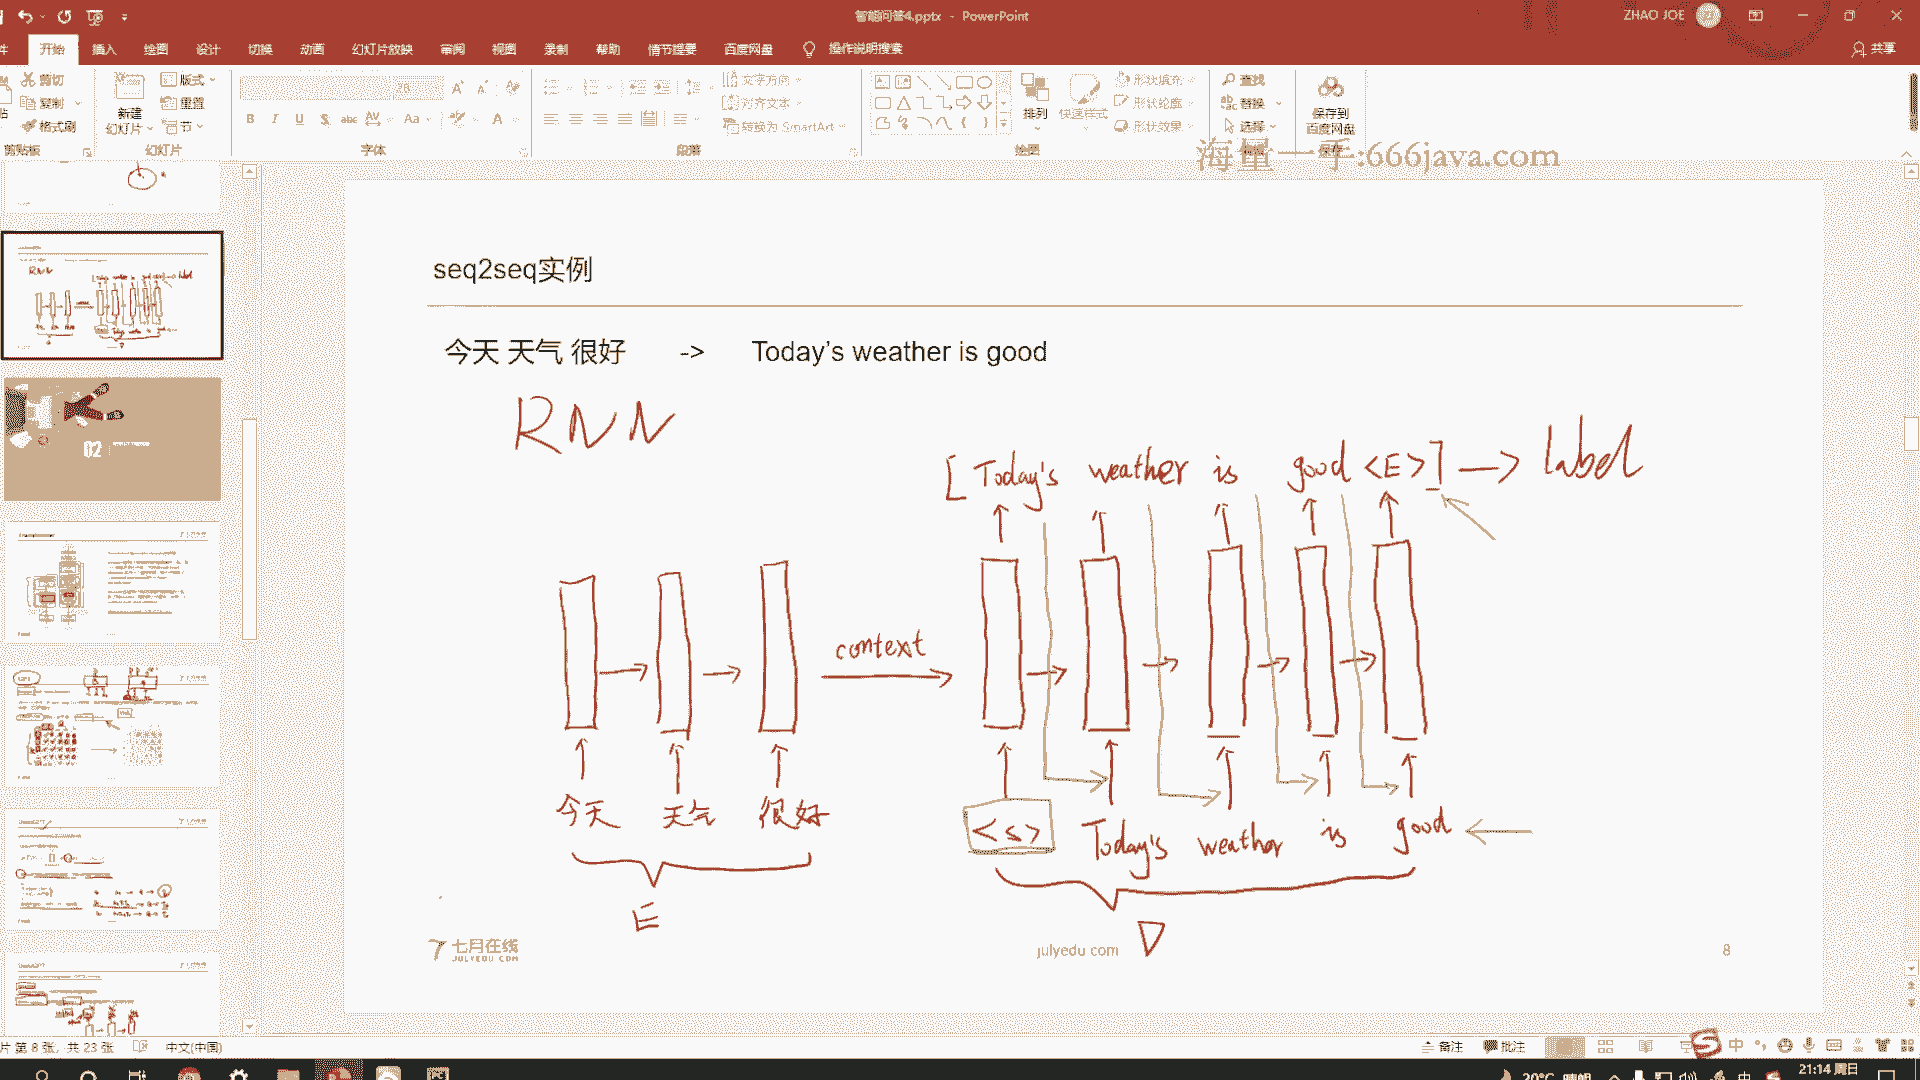 智能问答4.pptx - PowerPoint
ZHAO JOE
件 开始 插入 绘图 设计 切换 动画 幻灯片放映 审阅 视图 录制 帮助 情节提要 百度网盘 操作说明搜索
共享
剪切
复制
格式刷
剪贴板
新建
幻灯片
版式
重置
节
幻灯片
28
B I U S abc AV Aa A
字体
文字方向
对齐文本
转换为 SmartArt
段落
排列
快速样式
形状填充
形状轮廓
形状效果
绘图
查找
替换
选择
保存到
百度网盘
保存
海量一手:666java.com
seq2seq实例
今天 天气 很好 -> Today's weather is good
RNN
[ Today's weather is good <E> ] → label
context
今天 天气 很好
<s> Today's weather is good
E
D
七月在线
JULYEDU.COM
julyedu.com
8
02
片 第 8 张，共 23 张 中文(中国)
备注 批注
中
20°C 晴朗
中
21:14 周日